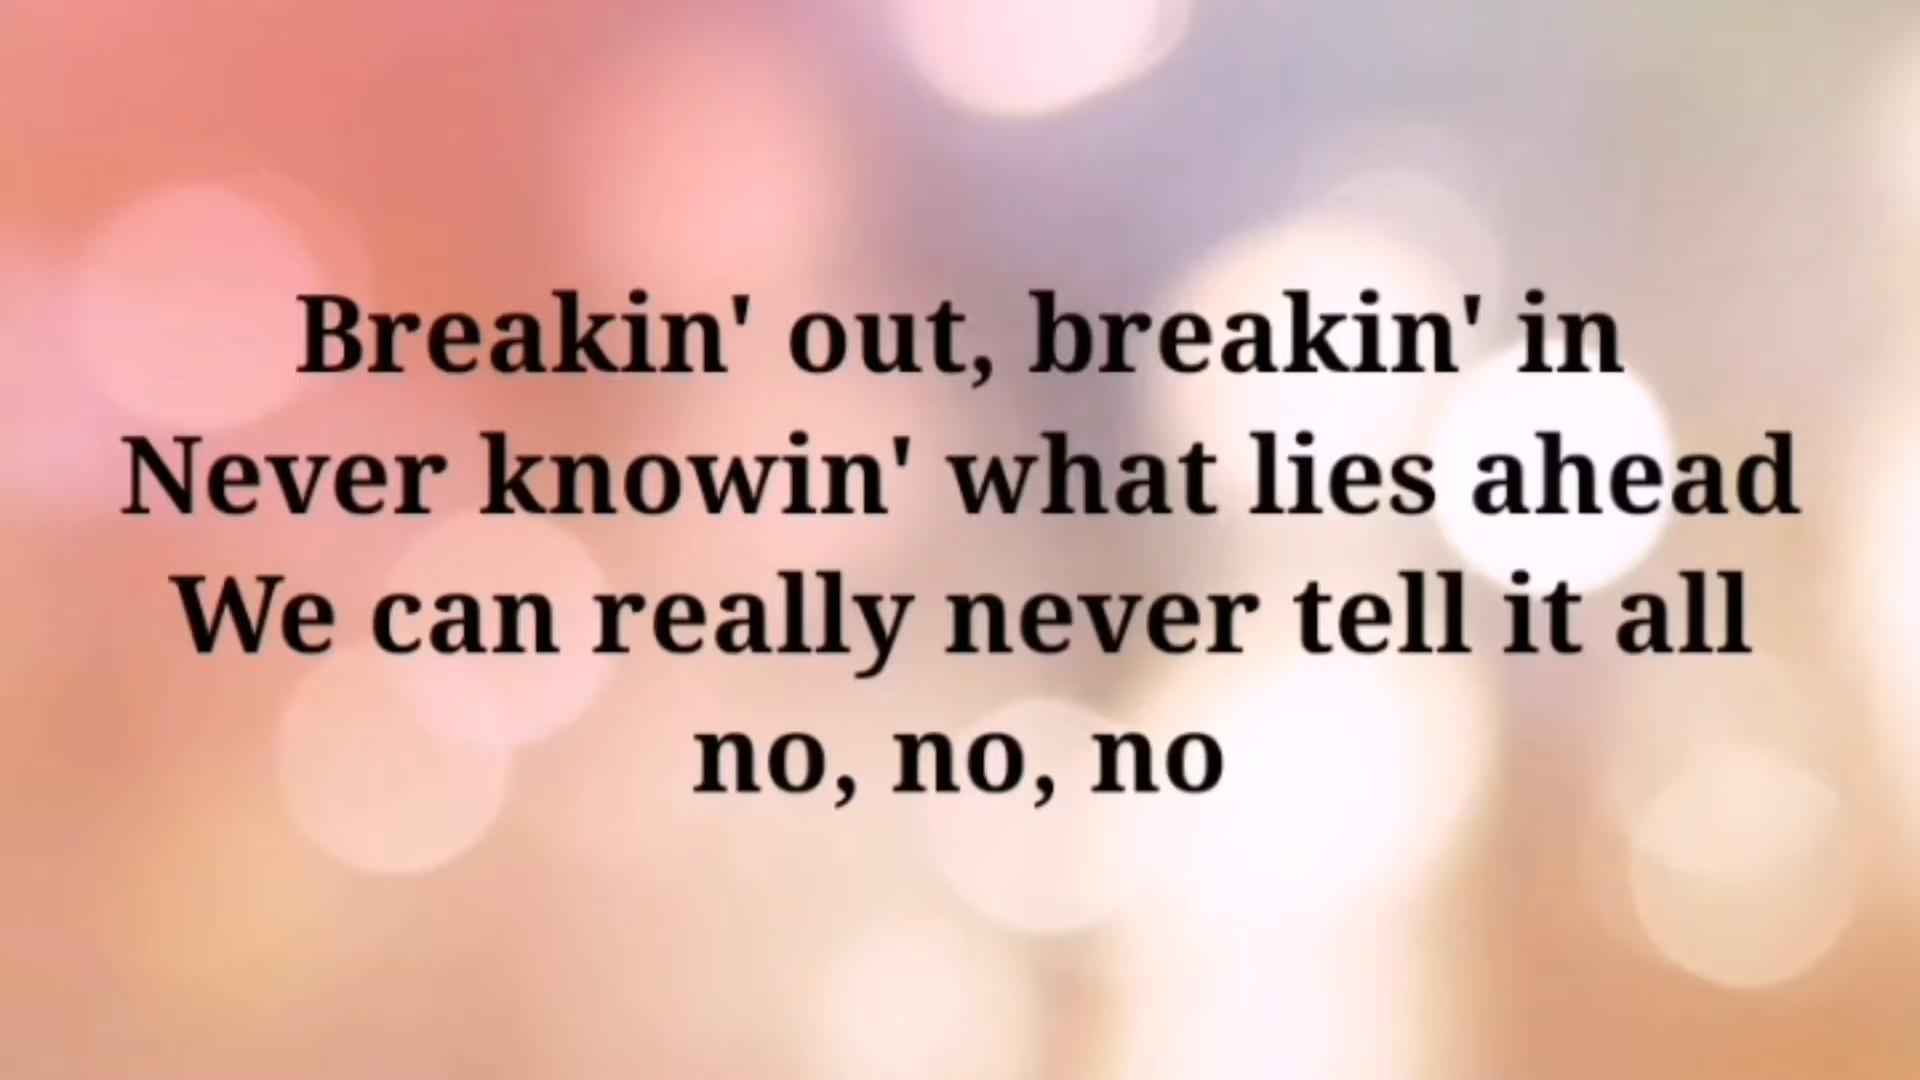 Breakin' out, breakin' in
Never knowin' what lies ahead
We can really never tell it all
no, no, no